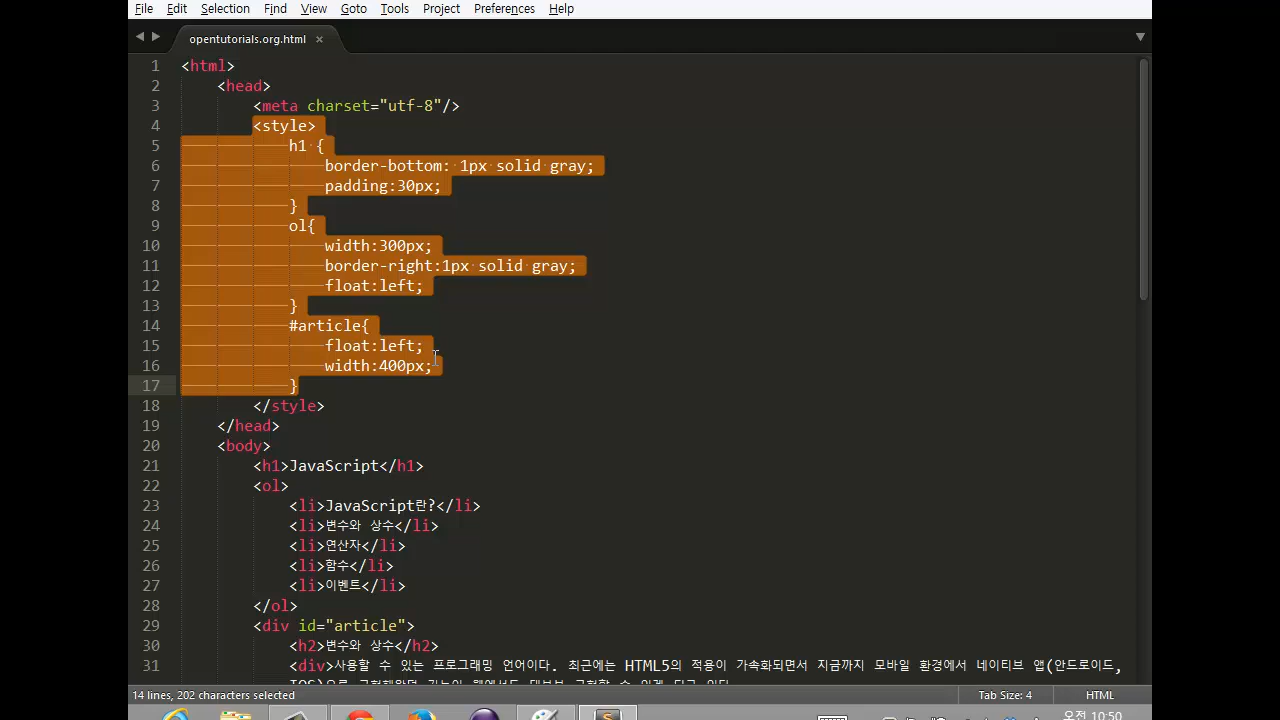 File Edit Selection Find View Goto Tools Project Preferences Help
opentutorials.org.html ×
1 <html>
2 <head>
3 <meta charset="utf-8"/>
4 <style>
5 h1 {
6 border-bottom: 1px solid gray;
7 padding:30px;
8 }
9 ol{
10 width:300px;
11 border-right:1px solid gray;
12 float:left;
13 }
14 #article{
15 float:left;
16 width:400px;
17 }
18 </style>
19 </head>
20 <body>
21 <h1>JavaScript</h1>
22 <ol>
23 <li>JavaScript란?</li>
24 <li>변수와 상수</li>
25 <li>연산자</li>
26 <li>함수</li>
27 <li>이벤트</li>
28 </ol>
29 <div id="article">
30 <h2>변수와 상수</h2>
31 <div>사용할 수 있는 프로그래밍 언어이다. 최근에는 HTML5의 적용이 가속화되면서 지금까지 모바일 환경에서 네이티브 앱(안드로이드,
14 lines, 202 characters selected Tab Size: 4 HTML
오전 10:50